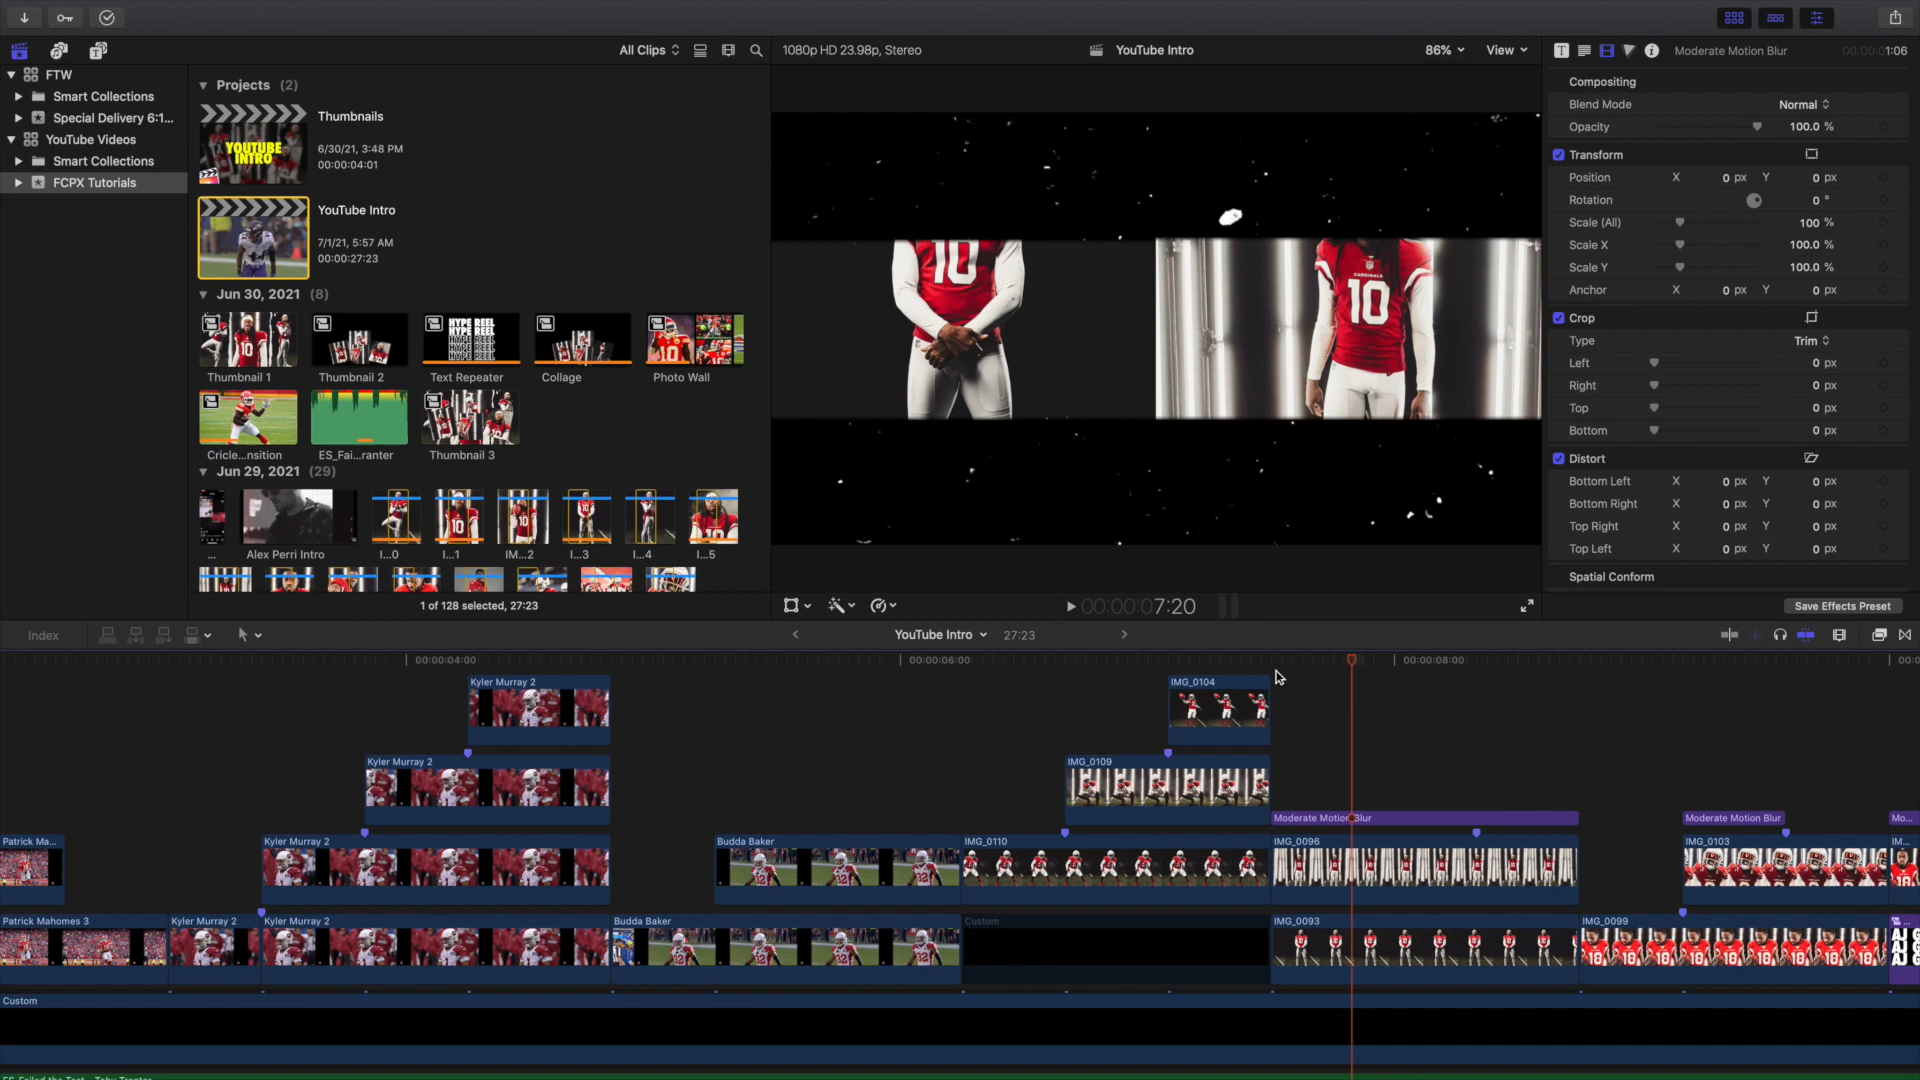 All Clips
1080p HD 23.98p, Stereo
YouTube Intro
86%
View
Moderate Motion Blur
00:00:01:06
FTW
Smart Collections
Special Delivery 6:1...
YouTube Videos
Smart Collections
FCPX Tutorials
Projects (2)
YOUTUBE
INTRO
Thumbnails
6/30/21, 3:48 PM
00:00:04:01
YouTube Intro
7/1/21, 5:57 AM
00:00:27:23
Jun 30, 2021 (8)
HYPE REEL
Thumbnail 1
Thumbnail 2
Text Repeater
Collage
Photo Wall
Cricle...nsition
ES_Fai...ranter
Thumbnail 3
Jun 29, 2021 (29)
...
Alex Perri Intro
I...0
I...1
IM...2
I...3
I...4
I...5
1 of 128 selected, 27:23
10
CARDINALS
10
00:00:07:20
Compositing
Blend Mode
Normal
Opacity
100.0 %
Transform
Position X 0 px Y 0 px
Rotation 0 °
Scale (All) 100 %
Scale X 100.0 %
Scale Y 100.0 %
Anchor X 0 px Y 0 px
Crop
Type Trim
Left 0 px
Right 0 px
Top 0 px
Bottom 0 px
Distort
Bottom Left X 0 px Y 0 px
Bottom Right X 0 px Y 0 px
Top Right X 0 px Y 0 px
Top Left X 0 px Y 0 px
Spatial Conform
Save Effects Preset
Index
YouTube Intro
27:23
00:00:04:00
00:00:06:00
00:00:08:00
Kyler Murray 2
IMG_0104
Kyler Murray 2
IMG_0109
Moderate Motion Blur
Moderate Motion Blur
Mo...
Patrick Ma...
Kyler Murray 2
Budda Baker
IMG_0110
IMG_0096
IMG_0103
IM...
Patrick Mahomes 3
Kyler Murray 2
Kyler Murray 2
Budda Baker
Custom
IMG_0093
IMG_0099
Custom